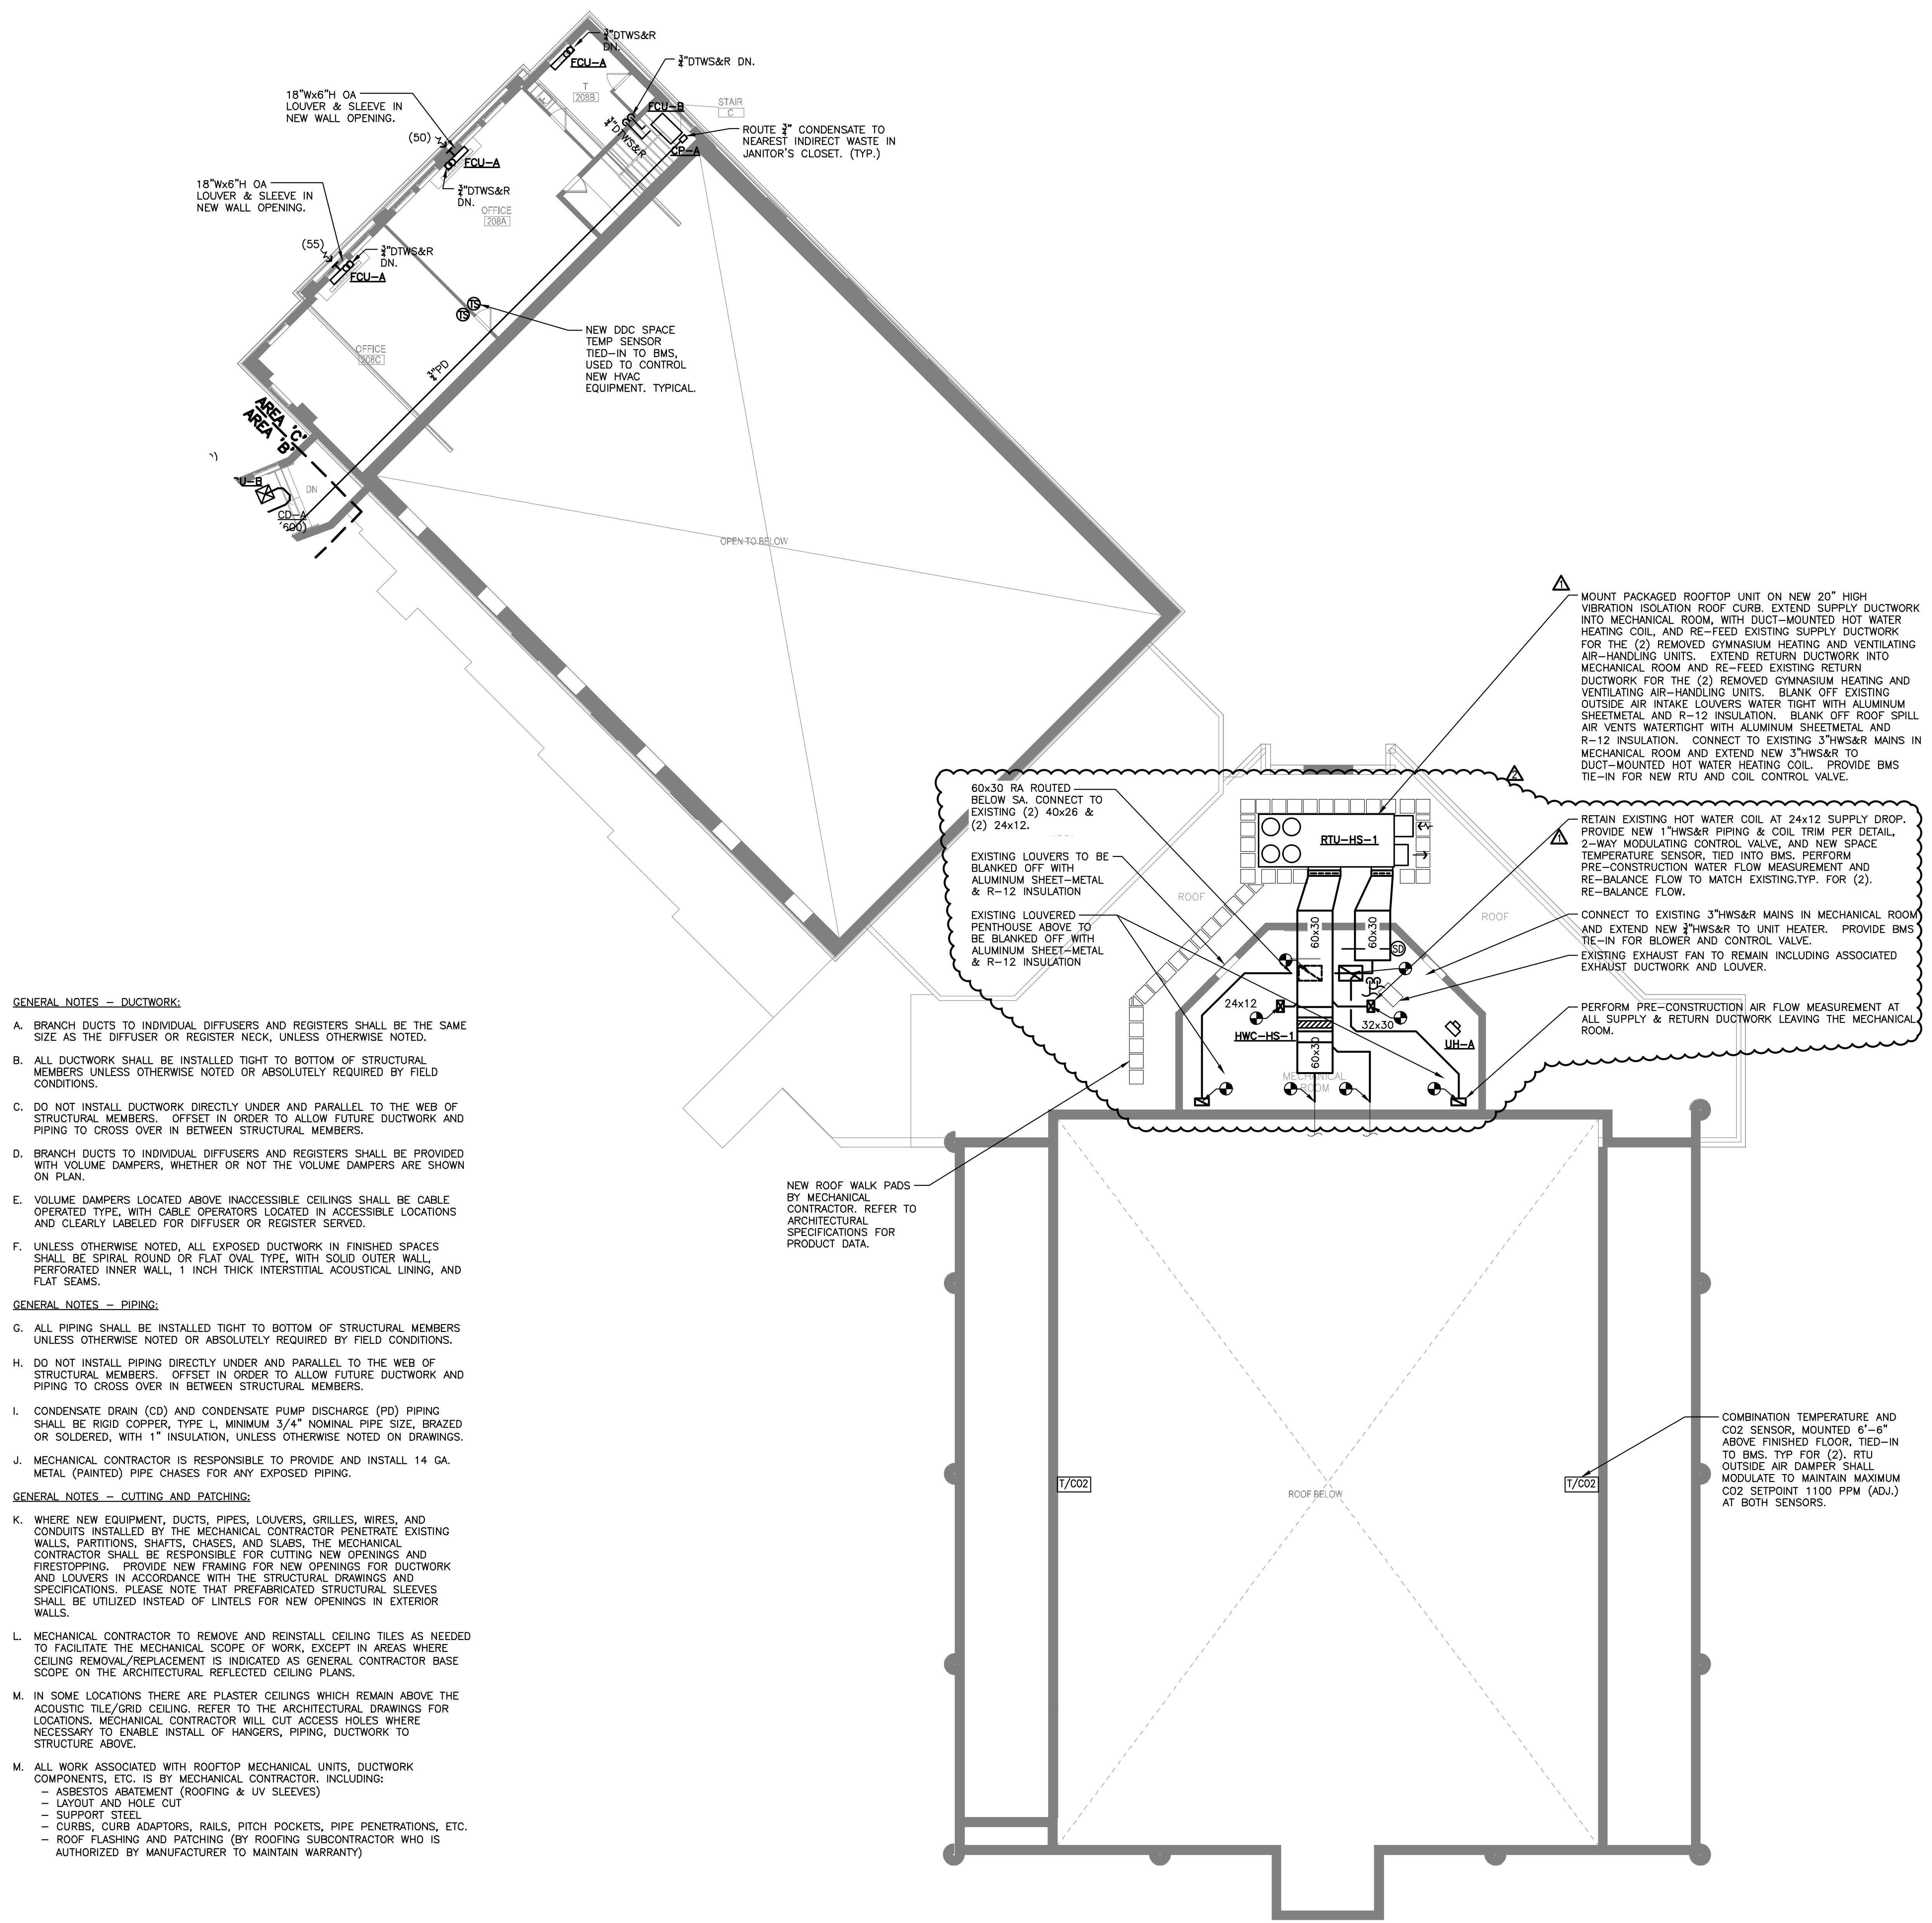 ¾"DTWS&R
DN.
FCU-A
¾"DTWS&R DN.
T
208B
FCU-B
STAIR
C
¾"DTWS&R
ROUTE ¾" CONDENSATE TO
NEAREST INDIRECT WASTE IN
JANITOR'S CLOSET. (TYP.)
CP-A
18"Wx6"H OA
LOUVER & SLEEVE IN
NEW WALL OPENING.
(50)
FCU-A
¾"DTWS&R
DN.
OFFICE
208A
18"Wx6"H OA
LOUVER & SLEEVE IN
NEW WALL OPENING.
(55)
¾"DTWS&R
DN.
FCU-A
TS
TS
NEW DDC SPACE
TEMP SENSOR
TIED-IN TO BMS,
USED TO CONTROL
NEW HVAC
EQUIPMENT. TYPICAL.
OFFICE
208C
¾"PD
AREA 'C'
AREA 'B'
U-B
DN
CD-A
(600)
OPEN TO BELOW
1
MOUNT PACKAGED ROOFTOP UNIT ON NEW 20" HIGH
VIBRATION ISOLATION ROOF CURB. EXTEND SUPPLY DUCTWORK
INTO MECHANICAL ROOM, WITH DUCT-MOUNTED HOT WATER
HEATING COIL, AND RE-FEED EXISTING SUPPLY DUCTWORK
FOR THE (2) REMOVED GYMNASIUM HEATING AND VENTILATING
AIR-HANDLING UNITS. EXTEND RETURN DUCTWORK INTO
MECHANICAL ROOM AND RE-FEED EXISTING RETURN
DUCTWORK FOR THE (2) REMOVED GYMNASIUM HEATING AND
VENTILATING AIR-HANDLING UNITS. BLANK OFF EXISTING
OUTSIDE AIR INTAKE LOUVERS WATER TIGHT WITH ALUMINUM
SHEETMETAL AND R-12 INSULATION. BLANK OFF ROOF SPILL
AIR VENTS WATERTIGHT WITH ALUMINUM SHEETMETAL AND
R-12 INSULATION. CONNECT TO EXISTING 3"HWS&R MAINS IN
MECHANICAL ROOM AND EXTEND NEW 3"HWS&R TO
DUCT-MOUNTED HOT WATER HEATING COIL. PROVIDE BMS
TIE-IN FOR NEW RTU AND COIL CONTROL VALVE.
2
60x30 RA ROUTED
BELOW SA. CONNECT TO
EXISTING (2) 40x26 &
(2) 24x12.
EXISTING LOUVERS TO BE
BLANKED OFF WITH
ALUMINUM SHEET-METAL
& R-12 INSULATION
EXISTING LOUVERED
PENTHOUSE ABOVE TO
BE BLANKED OFF WITH
ALUMINUM SHEET-METAL
& R-12 INSULATION
RTU-HS-1
ROOF
ROOF
60x30
60x30
SD
24x12
32x30
HWC-HS-1
60x30
UH-A
MECHANICAL
ROOM
1
RETAIN EXISTING HOT WATER COIL AT 24x12 SUPPLY DROP.
PROVIDE NEW 1"HWS&R PIPING & COIL TRIM PER DETAIL,
2-WAY MODULATING CONTROL VALVE, AND NEW SPACE
TEMPERATURE SENSOR, TIED INTO BMS. PERFORM
PRE-CONSTRUCTION WATER FLOW MEASUREMENT AND
RE-BALANCE FLOW TO MATCH EXISTING.TYP. FOR (2).
RE-BALANCE FLOW.
CONNECT TO EXISTING 3"HWS&R MAINS IN MECHANICAL ROOM
AND EXTEND NEW ¾"HWS&R TO UNIT HEATER. PROVIDE BMS
TIE-IN FOR BLOWER AND CONTROL VALVE.
EXISTING EXHAUST FAN TO REMAIN INCLUDING ASSOCIATED
EXHAUST DUCTWORK AND LOUVER.
PERFORM PRE-CONSTRUCTION AIR FLOW MEASUREMENT AT
ALL SUPPLY & RETURN DUCTWORK LEAVING THE MECHANICAL
ROOM.
NEW ROOF WALK PADS
BY MECHANICAL
CONTRACTOR. REFER TO
ARCHITECTURAL
SPECIFICATIONS FOR
PRODUCT DATA.
T/CO2
ROOF BELOW
T/CO2
COMBINATION TEMPERATURE AND
CO2 SENSOR, MOUNTED 6'-6"
ABOVE FINISHED FLOOR, TIED-IN
TO BMS. TYP FOR (2). RTU
OUTSIDE AIR DAMPER SHALL
MODULATE TO MAINTAIN MAXIMUM
CO2 SETPOINT 1100 PPM (ADJ.)
AT BOTH SENSORS.
GENERAL NOTES - DUCTWORK:
A. BRANCH DUCTS TO INDIVIDUAL DIFFUSERS AND REGISTERS SHALL BE THE SAME
SIZE AS THE DIFFUSER OR REGISTER NECK, UNLESS OTHERWISE NOTED.
B. ALL DUCTWORK SHALL BE INSTALLED TIGHT TO BOTTOM OF STRUCTURAL
MEMBERS UNLESS OTHERWISE NOTED OR ABSOLUTELY REQUIRED BY FIELD
CONDITIONS.
C. DO NOT INSTALL DUCTWORK DIRECTLY UNDER AND PARALLEL TO THE WEB OF
STRUCTURAL MEMBERS. OFFSET IN ORDER TO ALLOW FUTURE DUCTWORK AND
PIPING TO CROSS OVER IN BETWEEN STRUCTURAL MEMBERS.
D. BRANCH DUCTS TO INDIVIDUAL DIFFUSERS AND REGISTERS SHALL BE PROVIDED
WITH VOLUME DAMPERS, WHETHER OR NOT THE VOLUME DAMPERS ARE SHOWN
ON PLAN.
E. VOLUME DAMPERS LOCATED ABOVE INACCESSIBLE CEILINGS SHALL BE CABLE
OPERATED TYPE, WITH CABLE OPERATORS LOCATED IN ACCESSIBLE LOCATIONS
AND CLEARLY LABELED FOR DIFFUSER OR REGISTER SERVED.
F. UNLESS OTHERWISE NOTED, ALL EXPOSED DUCTWORK IN FINISHED SPACES
SHALL BE SPIRAL ROUND OR FLAT OVAL TYPE, WITH SOLID OUTER WALL,
PERFORATED INNER WALL, 1 INCH THICK INTERSTITIAL ACOUSTICAL LINING, AND
FLAT SEAMS.
GENERAL NOTES - PIPING:
G. ALL PIPING SHALL BE INSTALLED TIGHT TO BOTTOM OF STRUCTURAL MEMBERS
UNLESS OTHERWISE NOTED OR ABSOLUTELY REQUIRED BY FIELD CONDITIONS.
H. DO NOT INSTALL PIPING DIRECTLY UNDER AND PARALLEL TO THE WEB OF
STRUCTURAL MEMBERS. OFFSET IN ORDER TO ALLOW FUTURE DUCTWORK AND
PIPING TO CROSS OVER IN BETWEEN STRUCTURAL MEMBERS.
I. CONDENSATE DRAIN (CD) AND CONDENSATE PUMP DISCHARGE (PD) PIPING
SHALL BE RIGID COPPER, TYPE L, MINIMUM 3/4" NOMINAL PIPE SIZE, BRAZED
OR SOLDERED, WITH 1" INSULATION, UNLESS OTHERWISE NOTED ON DRAWINGS.
J. MECHANICAL CONTRACTOR IS RESPONSIBLE TO PROVIDE AND INSTALL 14 GA.
METAL (PAINTED) PIPE CHASES FOR ANY EXPOSED PIPING.
GENERAL NOTES - CUTTING AND PATCHING:
K. WHERE NEW EQUIPMENT, DUCTS, PIPES, LOUVERS, GRILLES, WIRES, AND
CONDUITS INSTALLED BY THE MECHANICAL CONTRACTOR PENETRATE EXISTING
WALLS, PARTITIONS, SHAFTS, CHASES, AND SLABS, THE MECHANICAL
CONTRACTOR SHALL BE RESPONSIBLE FOR CUTTING NEW OPENINGS AND
FIRESTOPPING. PROVIDE NEW FRAMING FOR NEW OPENINGS FOR DUCTWORK
AND LOUVERS IN ACCORDANCE WITH THE STRUCTURAL DRAWINGS AND
SPECIFICATIONS. PLEASE NOTE THAT PREFABRICATED STRUCTURAL SLEEVES
SHALL BE UTILIZED INSTEAD OF LINTELS FOR NEW OPENINGS IN EXTERIOR
WALLS.
L. MECHANICAL CONTRACTOR TO REMOVE AND REINSTALL CEILING TILES AS NEEDED
TO FACILITATE THE MECHANICAL SCOPE OF WORK, EXCEPT IN AREAS WHERE
CEILING REMOVAL/REPLACEMENT IS INDICATED AS GENERAL CONTRACTOR BASE
SCOPE ON THE ARCHITECTURAL REFLECTED CEILING PLANS.
M. IN SOME LOCATIONS THERE ARE PLASTER CEILINGS WHICH REMAIN ABOVE THE
ACOUSTIC TILE/GRID CEILING. REFER TO THE ARCHITECTURAL DRAWINGS FOR
LOCATIONS. MECHANICAL CONTRACTOR WILL CUT ACCESS HOLES WHERE
NECESSARY TO ENABLE INSTALL OF HANGERS, PIPING, DUCTWORK TO
STRUCTURE ABOVE.
M. ALL WORK ASSOCIATED WITH ROOFTOP MECHANICAL UNITS, DUCTWORK
COMPONENTS, ETC. IS BY MECHANICAL CONTRACTOR. INCLUDING:
- ASBESTOS ABATEMENT (ROOFING & UV SLEEVES)
- LAYOUT AND HOLE CUT
- SUPPORT STEEL
- CURBS, CURB ADAPTORS, RAILS, PITCH POCKETS, PIPE PENETRATIONS, ETC.
- ROOF FLASHING AND PATCHING (BY ROOFING SUBCONTRACTOR WHO IS
AUTHORIZED BY MANUFACTURER TO MAINTAIN WARRANTY)